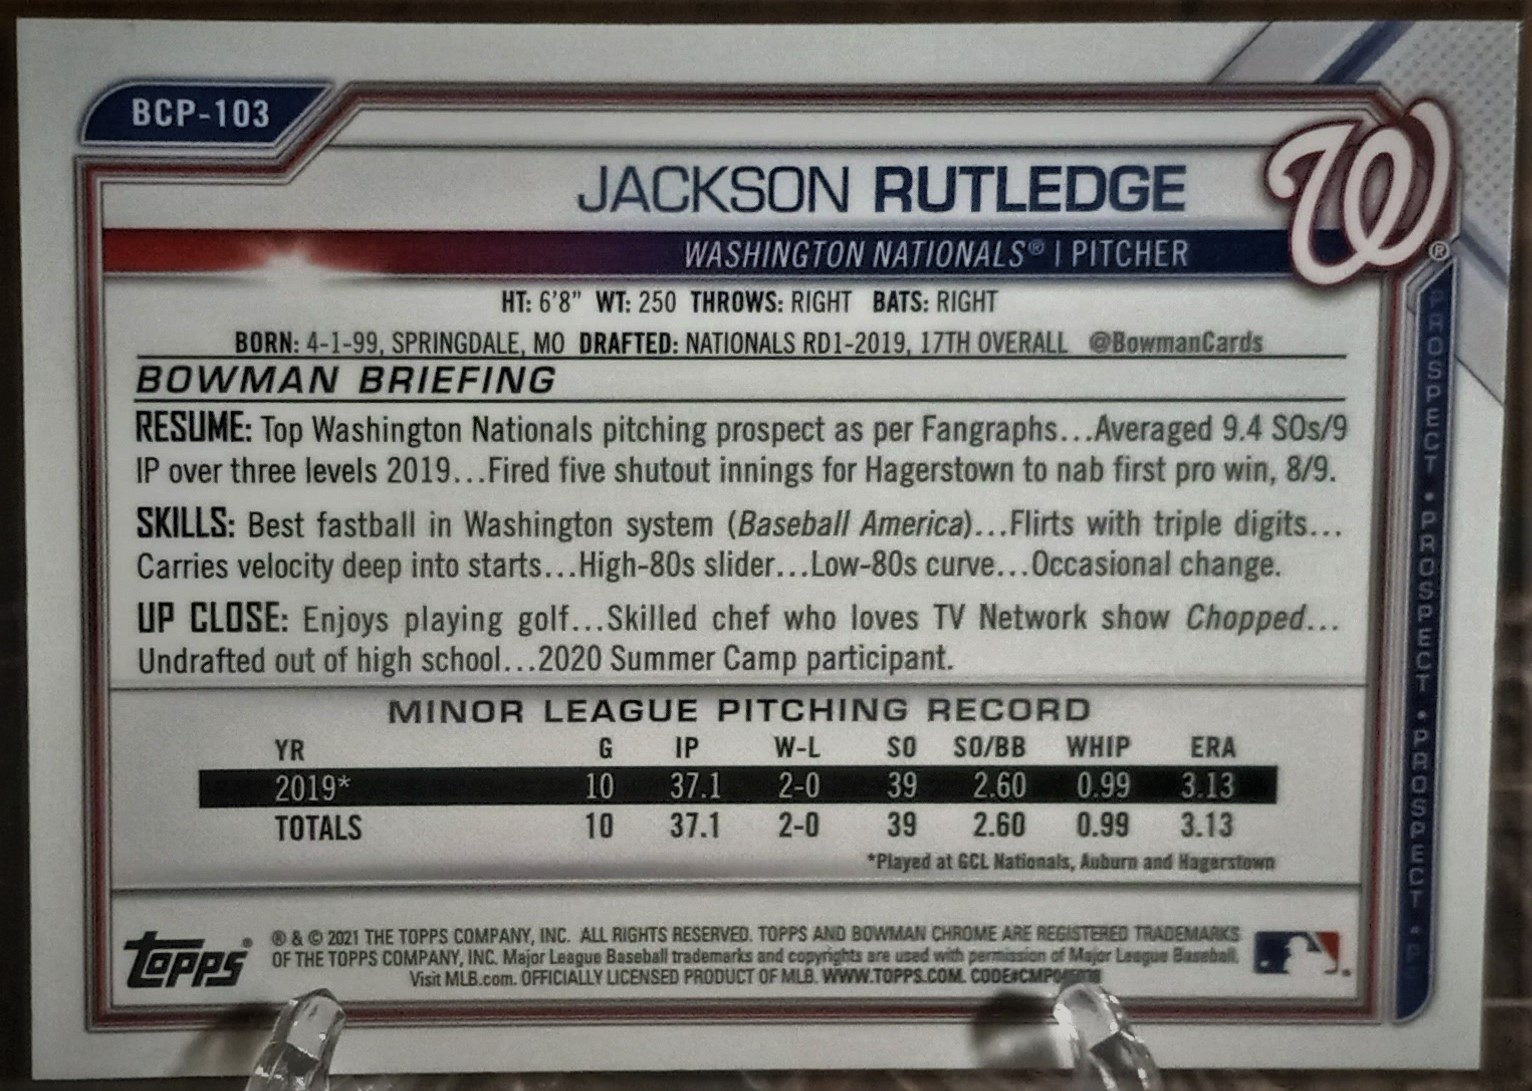 BCP-103
JACKSON RUTLEDGE
WASHINGTON NATIONALS® | PITCHER
HT: 6'8" WT: 250 THROWS: RIGHT BATS: RIGHT
BORN: 4-1-99, SPRINGDALE, MO DRAFTED: NATIONALS RD1-2019, 17TH OVERALL @BowmanCards
BOWMAN BRIEFING
RESUME: Top Washington Nationals pitching prospect as per Fangraphs...Averaged 9.4 SOs/9
IP over three levels 2019...Fired five shutout innings for Hagerstown to nab first pro win, 8/9.
SKILLS: Best fastball in Washington system (Baseball America)...Flirts with triple digits...
Carries velocity deep into starts...High-80s slider...Low-80s curve...Occasional change.
UP CLOSE: Enjoys playing golf...Skilled chef who loves TV Network show Chopped...
Undrafted out of high school...2020 Summer Camp participant.
MINOR LEAGUE PITCHING RECORD
YR G IP W-L SO SO/BB WHIP ERA
2019* 10 37.1 2-0 39 2.60 0.99 3.13
TOTALS 10 37.1 2-0 39 2.60 0.99 3.13
*Played at GCL Nationals, Auburn and Hagerstown
TOPPS®
® & © 2021 THE TOPPS COMPANY, INC. ALL RIGHTS RESERVED. TOPPS AND BOWMAN CHROME ARE REGISTERED TRADEMARKS
OF THE TOPPS COMPANY, INC. Major League Baseball trademarks and copyrights are used with permission of Major League Baseball.
Visit MLB.com. OFFICIALLY LICENSED PRODUCT OF MLB. WWW.TOPPS.COM.
W®
PROSPECT • PROSPECT • PROSPECT •